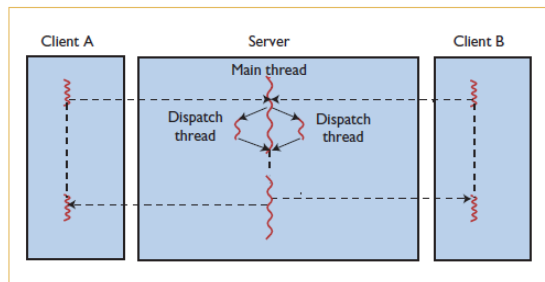 Client A
Server
Client B
Main thread
Dispatch
thread
Dispatch
thread